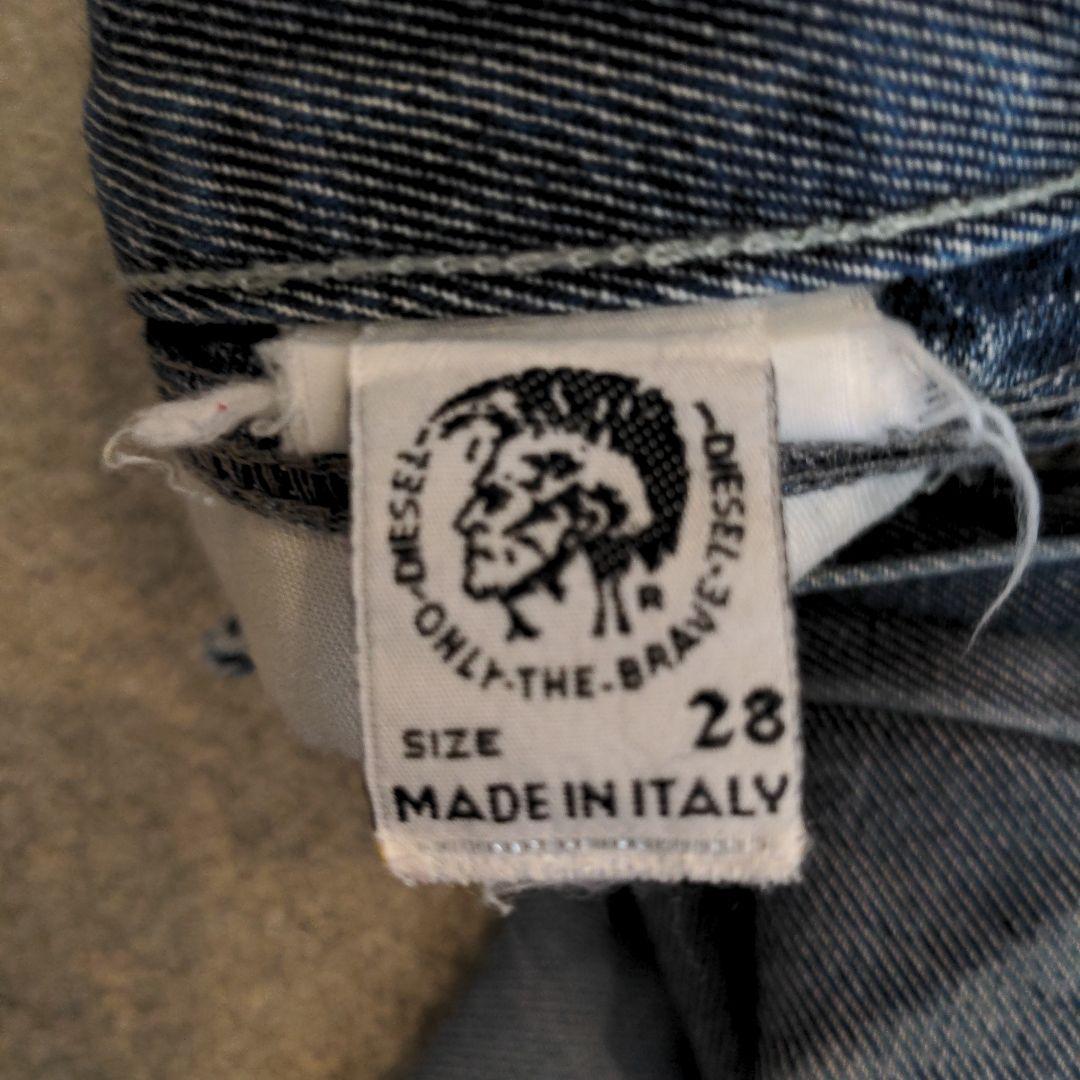 DIESEL·ONLY·THE·BRAVE·DIESEL
R
SIZE 28
MADE IN ITALY